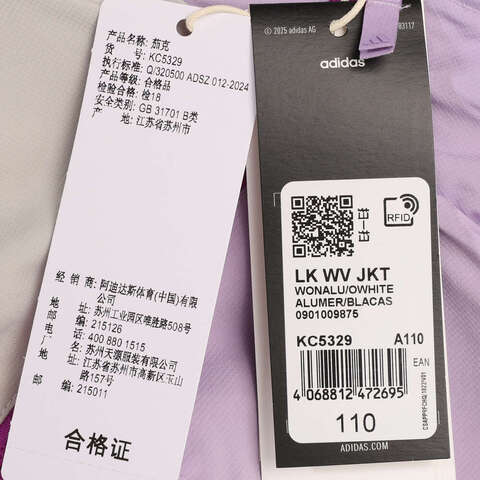 产品名称: 茄克
货 号: KC5329
执行标准: Q/320500 ADSZ 012-2024
产品等级: 合格品
检验合格: 检18
安全类别: GB 31701 B类
产 地: 江苏省苏州市
经 销 商: 阿迪达斯体育(中国)有限
公司
地 址: 苏州工业园区唯胜路508号
邮 编: 215126
电 话: 400 880 1515
厂 名: 苏州天源服装有限公司
地 址: 江苏省苏州市高新区玉山
路157号
邮 编: 215011
合格证
© 2025 adidas AG
83117
adidas
RFID
LK WV JKT
WONALU/OWHITE
ALUMER/BLACAS
0901009875
KC5329 A110
EAN
4 068812 472695
110
ADIDAS.COM